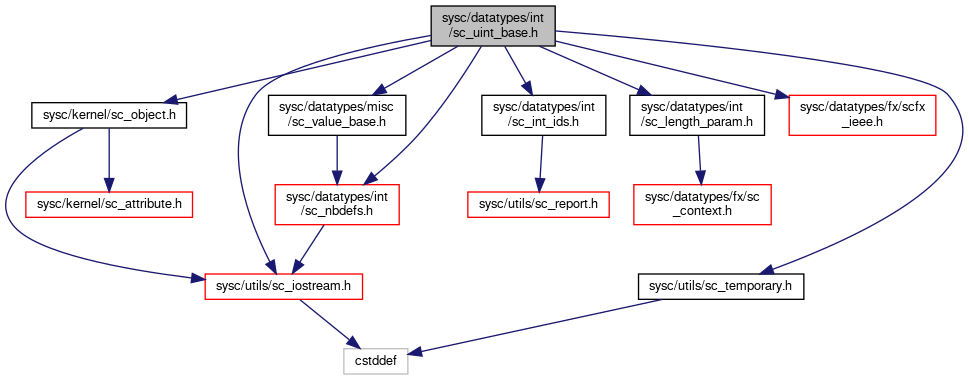 sysc/datatypes/int
/sc_uint_base.h
sysc/kernel/sc_object.h
sysc/datatypes/misc
/sc_value_base.h
sysc/datatypes/int
/sc_int_ids.h
sysc/datatypes/int
/sc_length_param.h
sysc/datatypes/fx/scfx
_ieee.h
sysc/kernel/sc_attribute.h
sysc/datatypes/int
/sc_nbdefs.h
sysc/utils/sc_report.h
sysc/datatypes/fx/sc
_context.h
sysc/utils/sc_iostream.h
sysc/utils/sc_temporary.h
cstddef